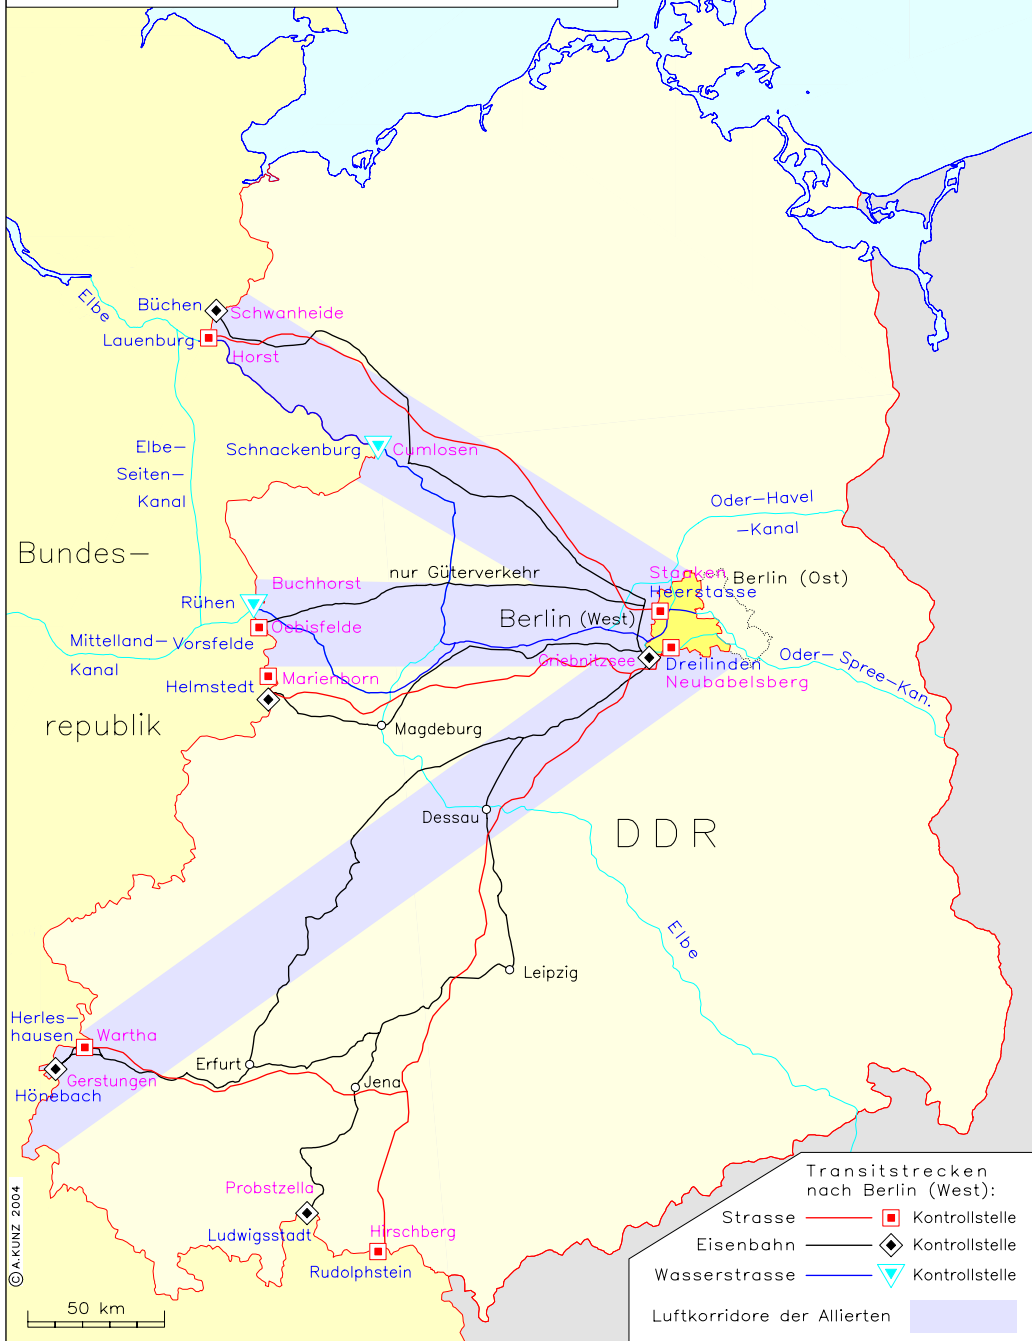 Elbe
Büchen
Schwanheide
Lauenburg
Horst
Elbe–
Seiten–
Kanal
Schnackenburg
Cumlosen
Oder–Havel
–Kanal
Bundes–
nur Güterverkehr
Staaken
Berlin (Ost)
Heerstasse
Buchhorst
Rühen
Berlin (West)
Oebisfelde
Mittelland–
Vorsfelde
Kanal
Griebnitzsee
Dreilinden
Oder– Spree–Kan.
Helmstedt
Marienborn
Neubabelsberg
republik
Magdeburg
Dessau
DDR
Elbe
Leipzig
Herles–
hausen
Wartha
Erfurt
Gerstungen
Jena
Hönebach
Probstzella
Ludwigsstadt
Hirschberg
Rudolphstein
© A.KUNZ 2004
50 km
Transitstrecken
nach Berlin (West):
Strasse Kontrollstelle
Eisenbahn Kontrollstelle
Wasserstrasse Kontrollstelle
Luftkorridore der Allierten